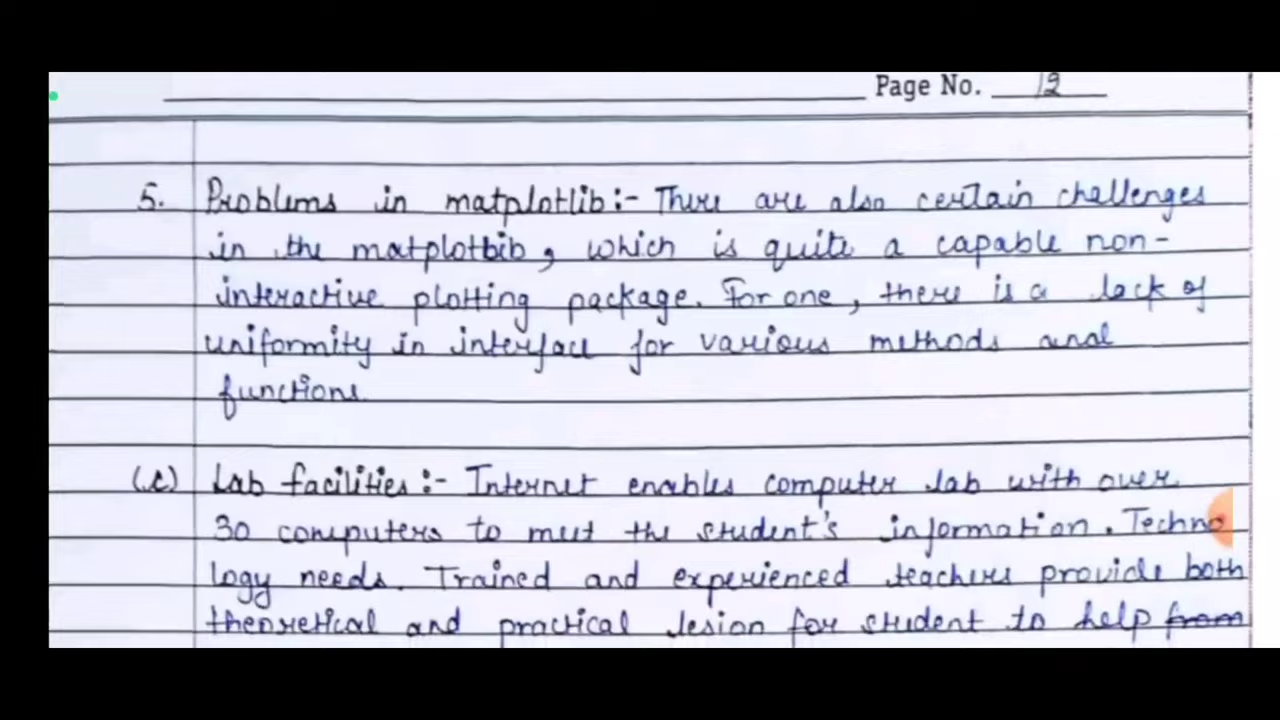 Page No. 12
5. Problems in matplotlib:- There are also certain challenges
in the matplotbib, which is quite a capable non-
interactive plotting package. For one, there is a lack of
uniformity in interface for various methods and
functions.
(c) Lab facilities:- Internet enables computer lab with over
30 computers to meet the student's information. Techno
logy needs. Trained and experienced teachers provide both
theoretical and practical lesion for student to help from